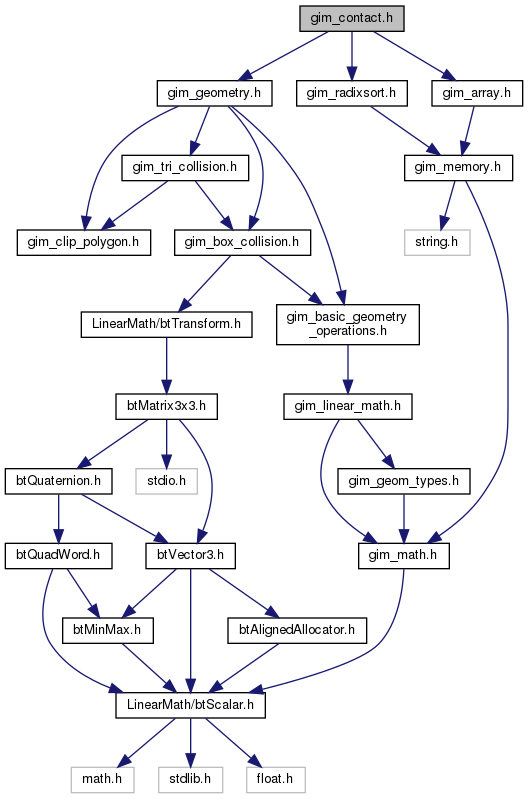 gim_contact.h
gim_geometry.h
gim_radixsort.h
gim_array.h
gim_tri_collision.h
gim_memory.h
gim_clip_polygon.h
gim_box_collision.h
string.h
LinearMath/btTransform.h
gim_basic_geometry
_operations.h
btMatrix3x3.h
gim_linear_math.h
btQuaternion.h
stdio.h
gim_geom_types.h
btQuadWord.h
btVector3.h
gim_math.h
btMinMax.h
btAlignedAllocator.h
LinearMath/btScalar.h
math.h
stdlib.h
float.h